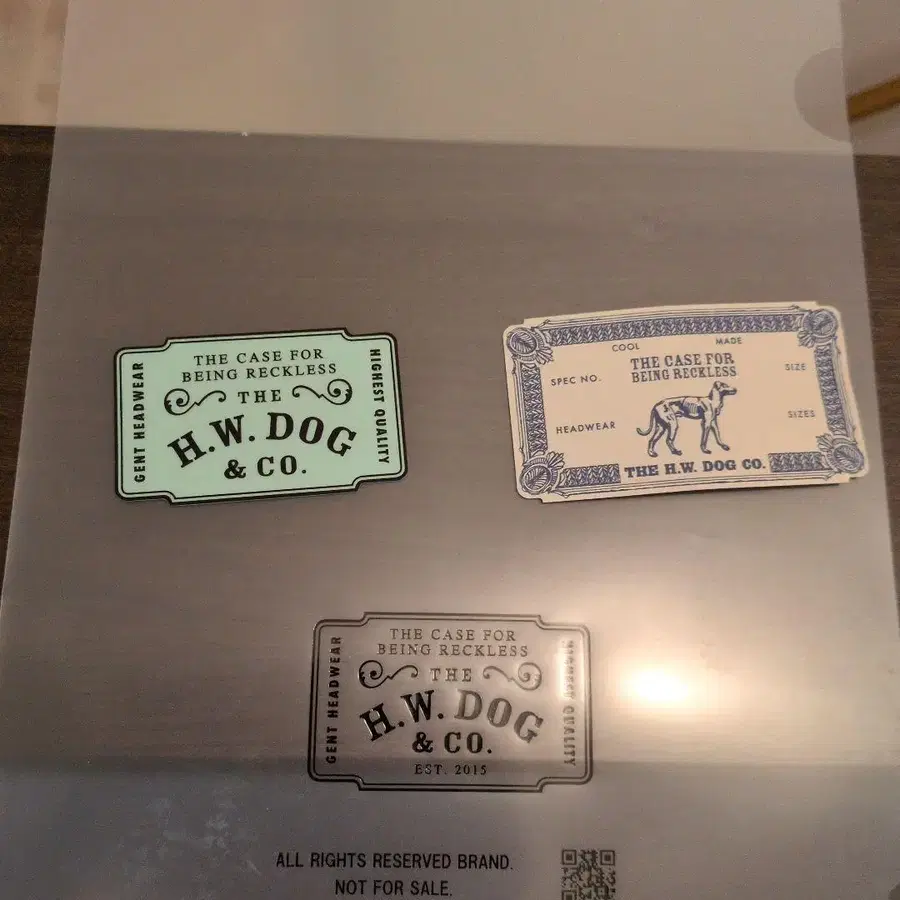 THE CASE FOR
BEING RECKLESS
THE
H.W. DOG
& CO.
GENT HEADWEAR
HIGHEST QUALITY
COOL
MADE
SPEC NO.
THE CASE FOR
BEING RECKLESS
SIZE
HEADWEAR
SIZES
THE H.W. DOG CO.
THE CASE FOR
BEING RECKLESS
THE
H.W. DOG
& CO.
EST. 2015
GENT HEADWEAR
HIGHEST QUALITY
ALL RIGHTS RESERVED BRAND.
NOT FOR SALE.